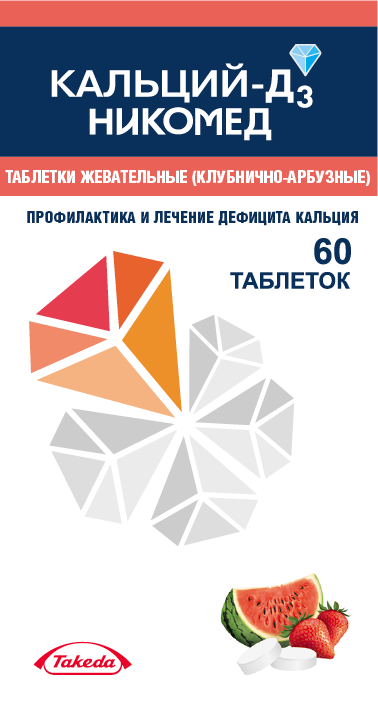 КАЛЬЦИЙ-Д3
НИКОМЕД
ТАБЛЕТКИ ЖЕВАТЕЛЬНЫЕ (КЛУБНИЧНО-АРБУЗНЫЕ)
ПРОФИЛАКТИКА И ЛЕЧЕНИЕ ДЕФИЦИТА КАЛЬЦИЯ
60
ТАБЛЕТОК
Takeda